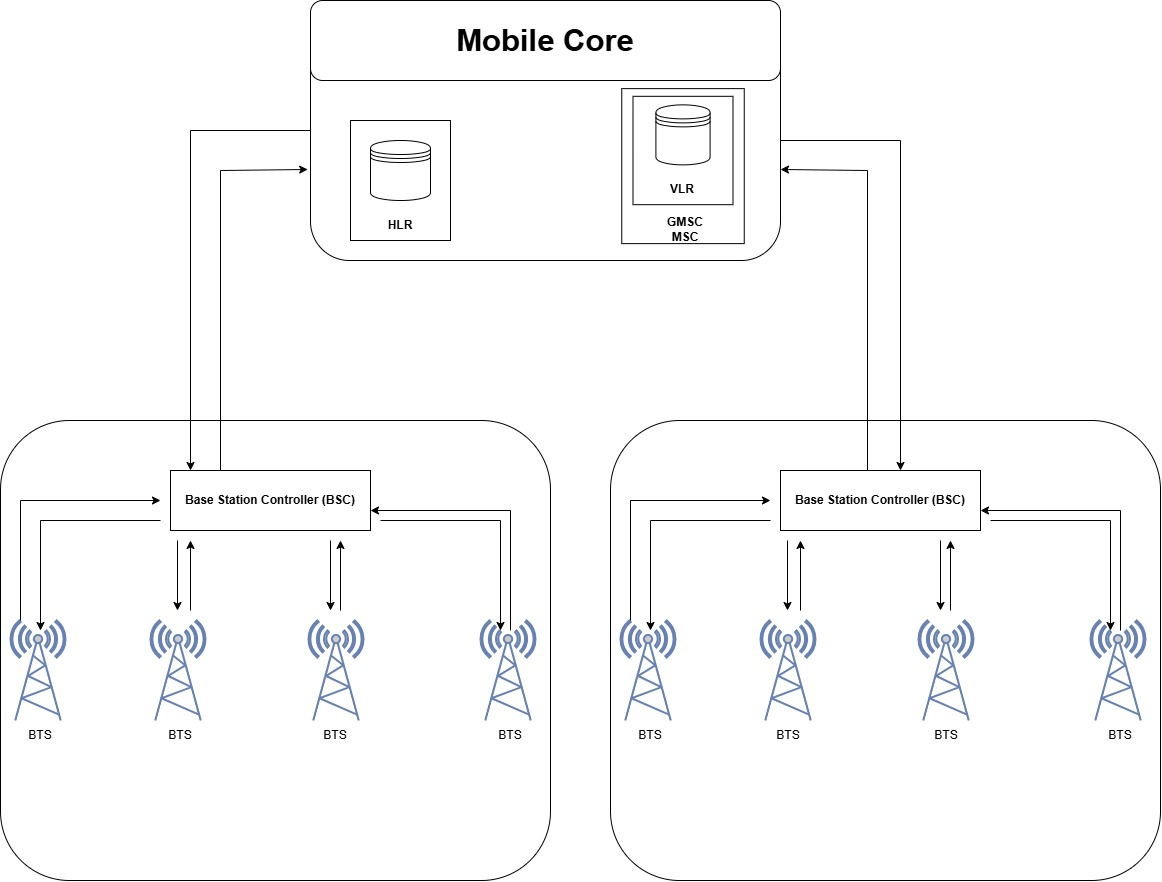 Mobile Core
HLR
VLR
GMSC
MSC
Base Station Controller (BSC)
Base Station Controller (BSC)
BTS
BTS
BTS
BTS
BTS
BTS
BTS
BTS